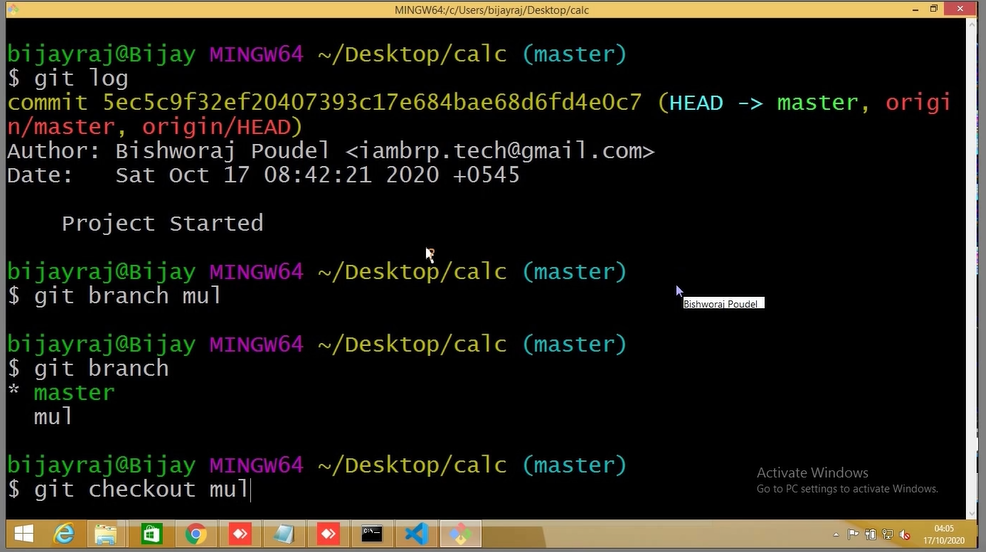 MINGW64:/c/Users/bijayraj/Desktop/calc
bijayraj@Bijay MINGW64 ~/Desktop/calc (master)
$ git log
commit 5ec5c9f32ef20407393c17e684bae68d6fd4e0c7 (HEAD -> master, origi
n/master, origin/HEAD)
Author: Bishworaj Poudel <iambrp.tech@gmail.com>
Date:   Sat Oct 17 08:42:21 2020 +0545
Project Started
bijayraj@Bijay MINGW64 ~/Desktop/calc (master)
$ git branch mul
Bishworaj Poudel
bijayraj@Bijay MINGW64 ~/Desktop/calc (master)
$ git branch
* master
mul
bijayraj@Bijay MINGW64 ~/Desktop/calc (master)
$ git checkout mul
Activate Windows
Go to PC settings to activate Windows.
04:05
17/10/2020